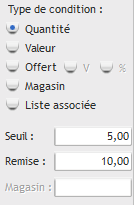 Type de condition :
Quantité
Valeur
Offert V %
Magasin
Liste associée
Seuil : 5,00
Remise : 10,00
Magasin :